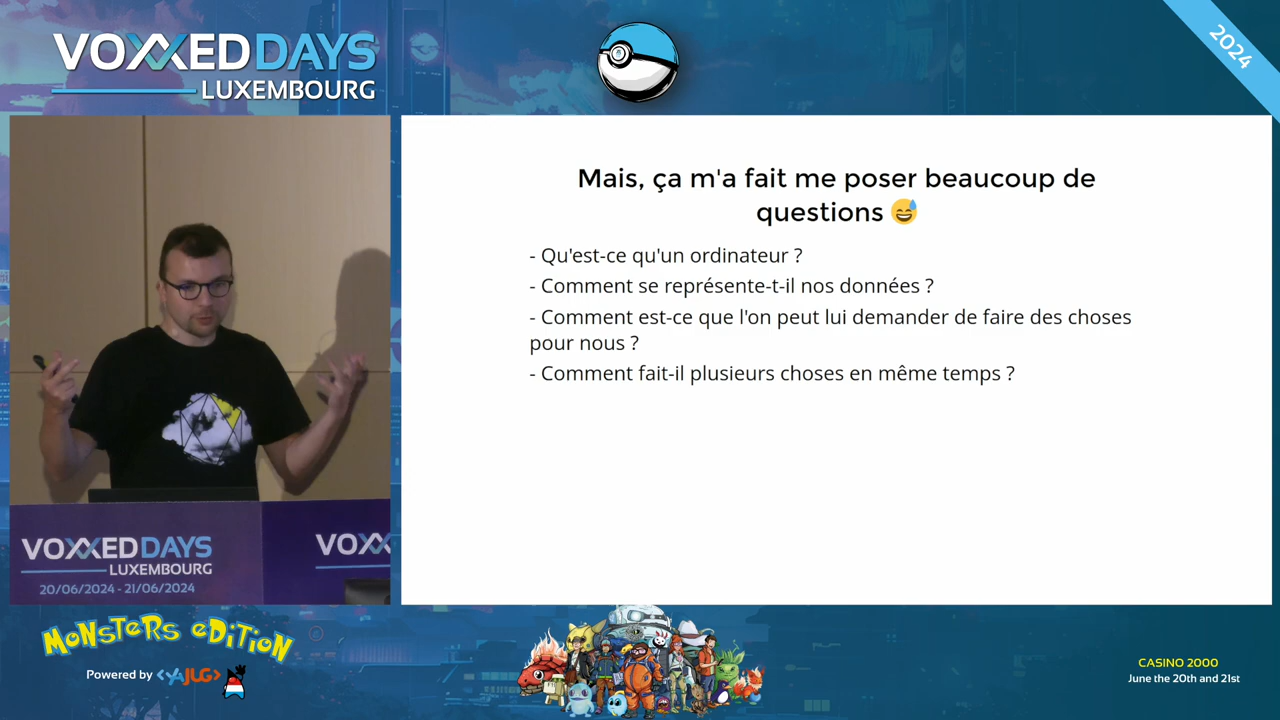 VOXXED DAYS
LUXEMBOURG
2024
Mais, ça m'a fait me poser beaucoup de
questions 😅
- Qu'est-ce qu'un ordinateur ?
- Comment se représente-t-il nos données ?
- Comment est-ce que l'on peut lui demander de faire des choses
pour nous ?
- Comment fait-il plusieurs choses en même temps ?
VOXXED DAYS
LUXEMBOURG
20/06/2024 - 21/06/2024
VOXX
MONSTERS EDITION
Powered by <YAJUG>
CASINO 2000
June the 20th and 21st